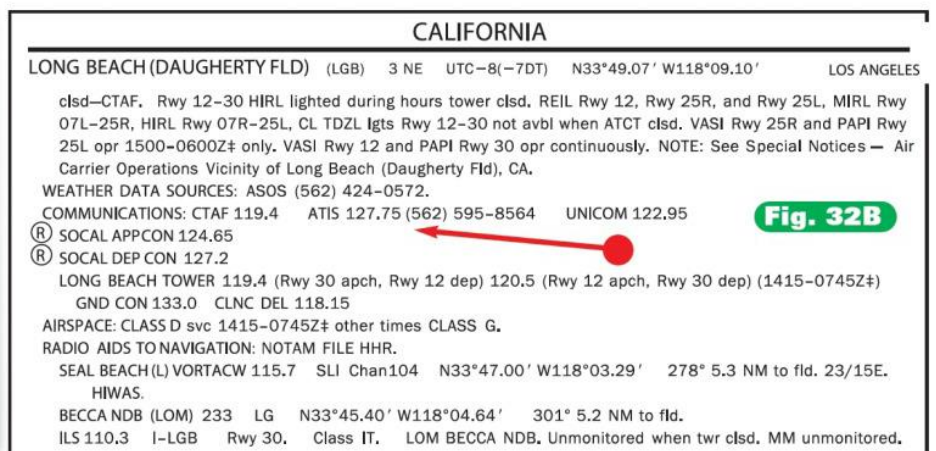 CALIFORNIA
LONG BEACH (DAUGHERTY FLD) (LGB) 3 NE UTC–8(–7DT) N33°49.07′ W118°09.10′ LOS ANGELES
clsd—CTAF. Rwy 12–30 HIRL lighted during hours tower clsd. REIL Rwy 12, Rwy 25R, and Rwy 25L, MIRL Rwy
07L–25R, HIRL Rwy 07R–25L, CL TDZL lgts Rwy 12–30 not avbl when ATCT clsd. VASI Rwy 25R and PAPI Rwy
25L opr 1500–0600Z‡ only. VASI Rwy 12 and PAPI Rwy 30 opr continuously. NOTE: See Special Notices — Air
Carrier Operations Vicinity of Long Beach (Daugherty Fld), CA.
WEATHER DATA SOURCES: ASOS (562) 424–0572.
COMMUNICATIONS: CTAF 119.4 ATIS 127.75 (562) 595–8564 UNICOM 122.95
Fig. 32B
Ⓡ SOCAL APPCON 124.65
Ⓡ SOCAL DEP CON 127.2
LONG BEACH TOWER 119.4 (Rwy 30 apch, Rwy 12 dep) 120.5 (Rwy 12 apch, Rwy 30 dep) (1415–0745Z‡)
GND CON 133.0 CLNC DEL 118.15
AIRSPACE: CLASS D svc 1415–0745Z‡ other times CLASS G.
RADIO AIDS TO NAVIGATION: NOTAM FILE HHR.
SEAL BEACH (L) VORTACW 115.7 SLI Chan104 N33°47.00′ W118°03.29′ 278° 5.3 NM to fld. 23/15E.
HIWAS.
BECCA NDB (LOM) 233 LG N33°45.40′ W118°04.64′ 301° 5.2 NM to fld.
ILS 110.3 I–LGB Rwy 30. Class IT. LOM BECCA NDB. Unmonitored when twr clsd. MM unmonitored.